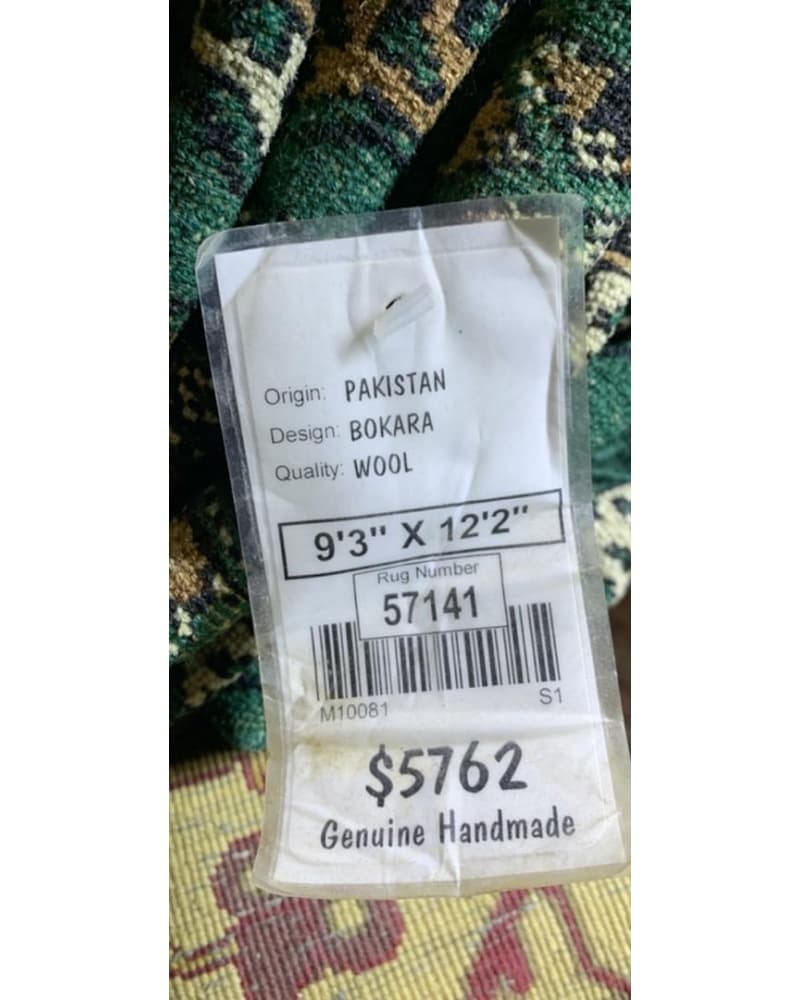 Origin: PAKISTAN
Design: BOKARA
Quality: WOOL
9'3" X 12'2"
Rug Number
57141
M10081 S1
$5762
Genuine Handmade